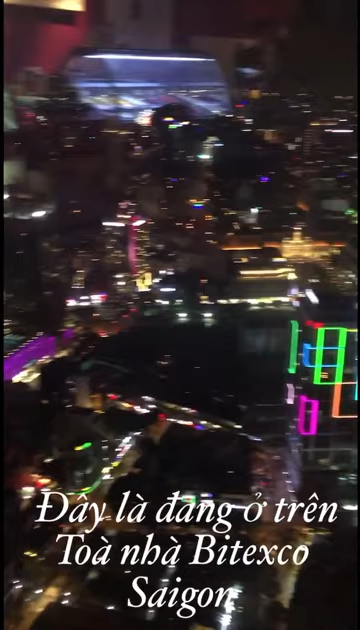 Đây là đang ở trên
Toà nhà Bitexco
Saigon